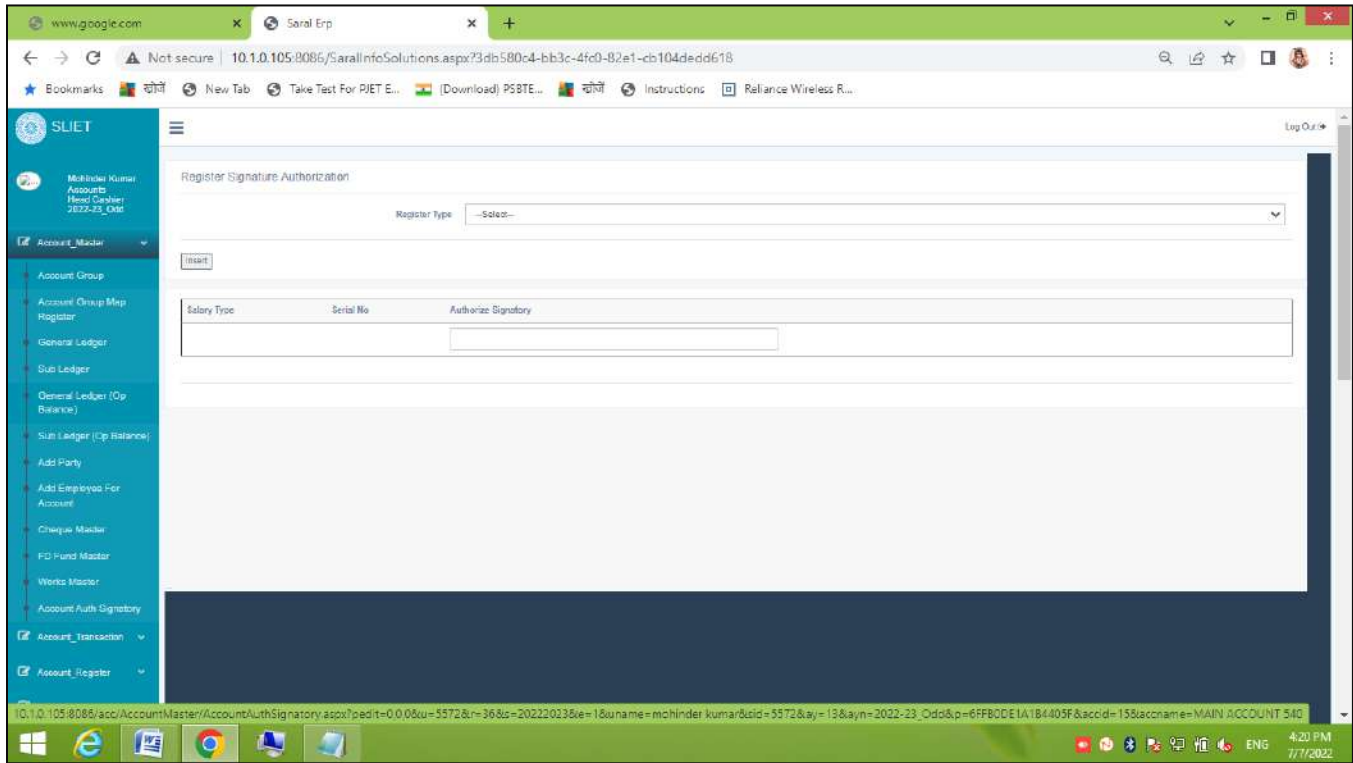 www.google.com
Saral Erp
Not secure | 10.1.0.105:8086/SaralInfoSolutions.aspx?3db580c4-bb3c-4fc0-82e1-cb104dedd618
Bookmarks खोजें New Tab Take Test For PJET E... (Download) PSBTE... खोजें Instructions Reliance Wireless R...
SLIET
Log Out
Mohinder Kumar
Accounts
Head Cashier
2022-23_Odd
Register Signature Authorization
Register Type --Select--
Account_Master
Insert
Account Group
Account Group Map
Register
Salary Type Serial No Authorize Signatory
General Ledger
Sub Ledger
General Ledger (Op
Balance)
Sub Ledger (Op Balance)
Add Party
Add Employee For
Account
Cheque Master
FD Fund Master
Works Master
Account Auth Signetory
Account_Transaction
Account_Register
10.1.0.105:8086/acc/AccountMaster/AccountAuthSignatory.aspx?pedit=0,0,0&u=5572&r=36&s=20222023&e=1&uname=mohinder kumar&sid=5572&ay=13&ayn=2022-23_Odd&p=6FFB0DE1A1B4405F&accid=15&accname=MAIN ACCOUNT 540
ENG
4:20 PM
7/7/2022